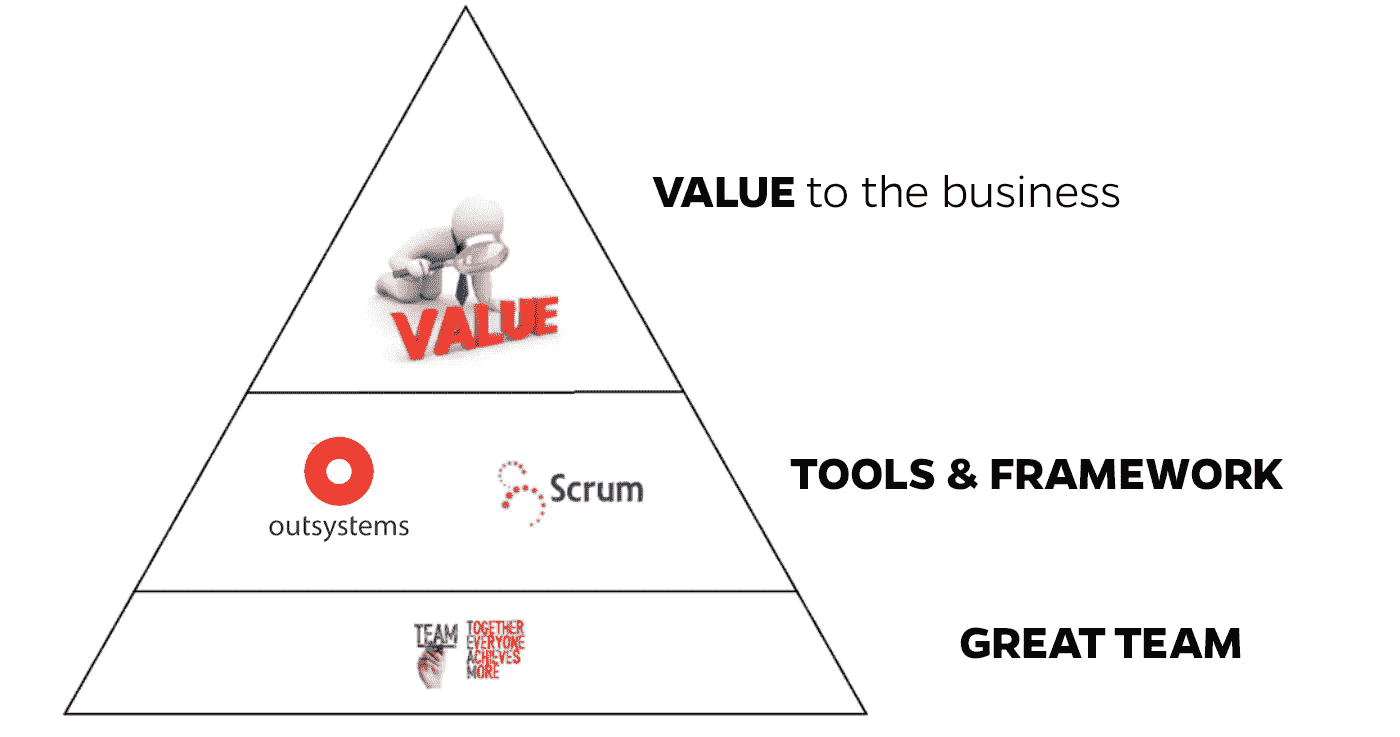 VALUE to the business
VALUE
TOOLS & FRAMEWORK
outsystems
Scrum
GREAT TEAM
TEAM
TOGETHER
EVERYONE
ACHIEVES
MORE